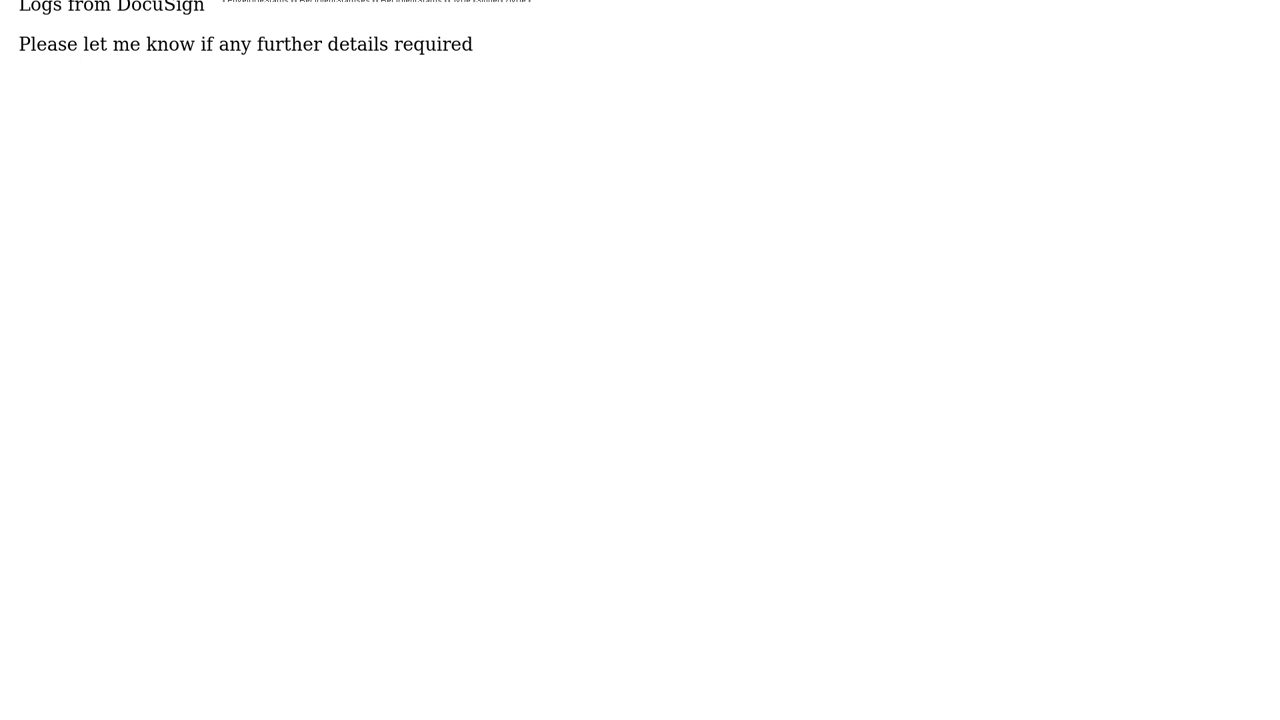 Logs from DocuSign
Please let me know if any further details required